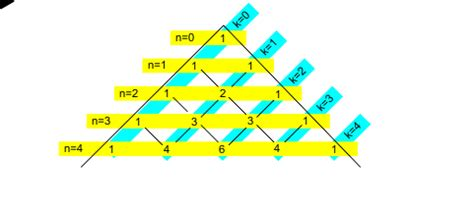 k=0
n=0 1
k=1
n=1 1 1
k=2
n=2 1 2 1
k=3
n=3 1 3 3 1
k=4
n=4 1 4 6 4 1